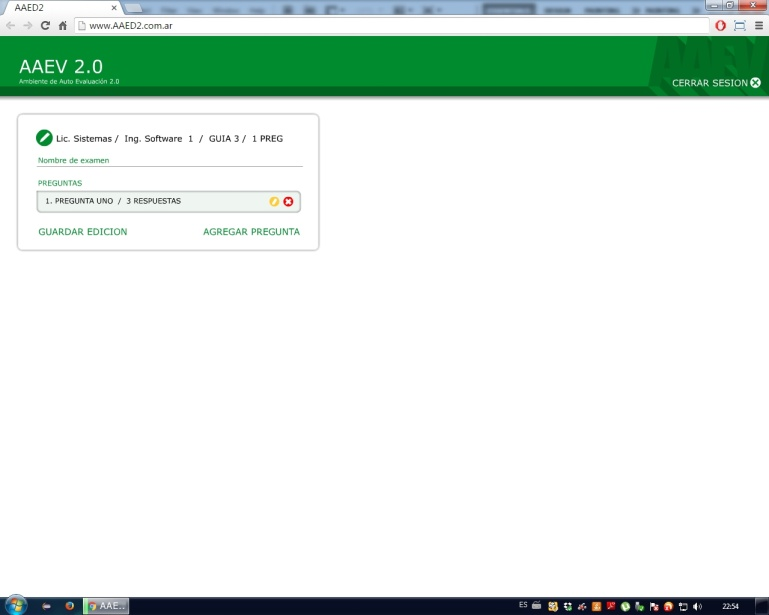 AAED2
www.AAED2.com.ar
AAEV 2.0
Ambiente de Auto Evaluación 2.0
AAEV
CERRAR SESION
Lic. Sistemas / Ing. Software 1 / GUIA 3 / 1 PREG
Nombre de examen
PREGUNTAS
1. PREGUNTA UNO / 3 RESPUESTAS
GUARDAR EDICION
AGREGAR PREGUNTA
AAE...
ES
22:54